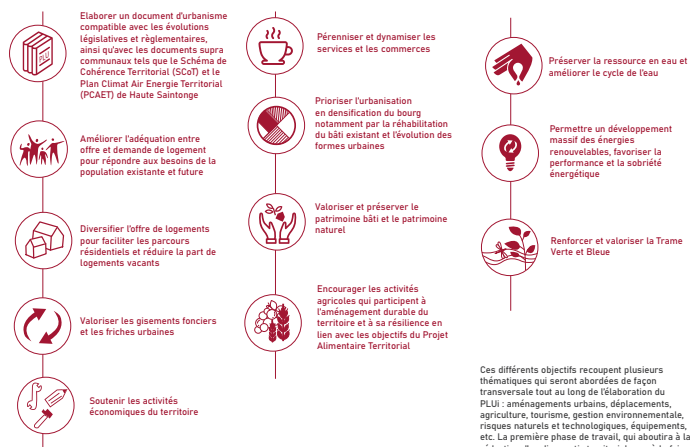 Elaborer un document d'urbanisme
compatible avec les évolutions
législatives et règlementaires,
ainsi qu'avec les documents supra
communaux tels que le Schéma de
Cohérence Territorial (SCoT) et le
Plan Climat Air Energie Territorial
(PCAET) de Haute Saintonge
PLU
Améliorer l'adéquation entre
offre et demande de logement
pour répondre aux besoins de la
population existante et future
Diversifier l'offre de logements
pour faciliter les parcours
résidentiels et réduire la part de
logements vacants
Valoriser les gisements fonciers
et les friches urbaines
Soutenir les activités
économiques du territoire
Pérenniser et dynamiser les
services et les commerces
Prioriser l'urbanisation
en densification du bourg
notamment par la réhabilitation
du bâti existant et l'évolution des
formes urbaines
Valoriser et préserver le
patrimoine bâti et le patrimoine
naturel
Encourager les activités
agricoles qui participent à
l'aménagement durable du
territoire et à sa résilience en
lien avec les objectifs du Projet
Alimentaire Territorial
Préserver la ressource en eau et
améliorer le cycle de l'eau
Permettre un développement
massif des énergies
renouvelables, favoriser la
performance et la sobriété
énergétique
Renforcer et valoriser la Trame
Verte et Bleue
Ces différents objectifs recoupent plusieurs
thématiques qui seront abordées de façon
transversale tout au long de l'élaboration du
PLUi : aménagements urbains, déplacements,
agriculture, tourisme, gestion environnementale,
risques naturels et technologiques, équipements,
etc. La première phase de travail, qui aboutira à la